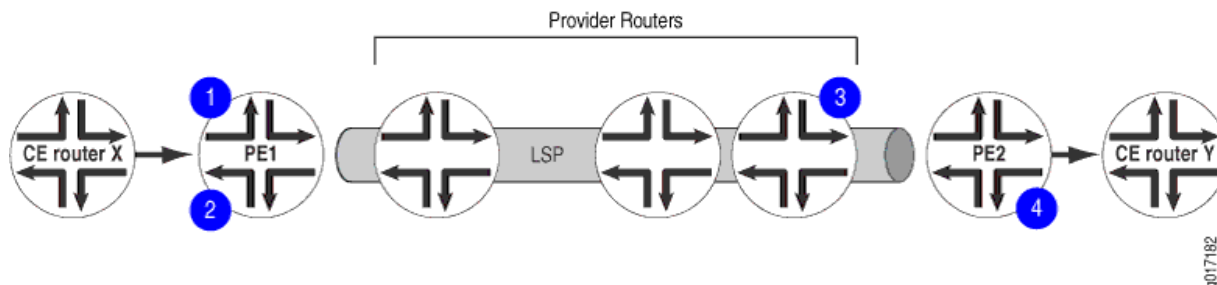 Provider Routers
1
3
CE router X
PE1
LSP
PE2
CE router Y
2
4
g017182